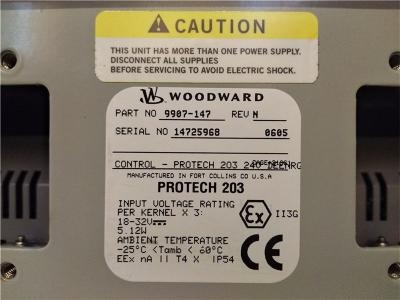 CAUTION
THIS UNIT HAS MORE THAN ONE POWER SUPPLY.
DISCONNECT ALL SUPPLIES
BEFORE SERVICING TO AVOID ELECTRIC SHOCK.
WOODWARD
PART NO 9907-147 REV N
SERIAL NO 14725968 0605
CONTROL - PROTECH 203 24D
MANUFACTURED IN FORT COLLINS CO U.S.A
PROTECH 203
INPUT VOLTAGE RATING
PER KERNEL X 3:
18-32V⎓
5.12W
AMBIENT TEMPERATURE
-25°C <Tamb < 60°C
EEx nA II T4 X IP54
Ex II3G
CE